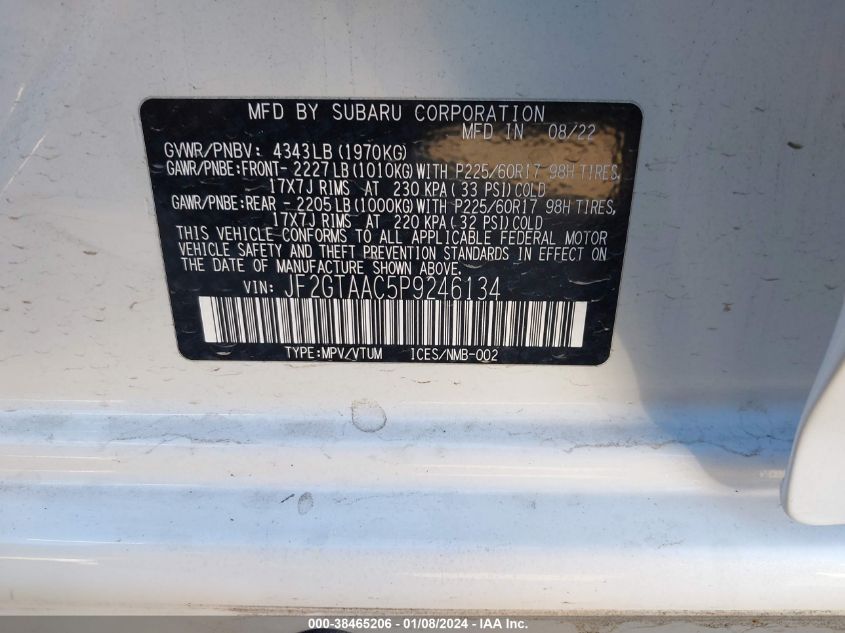 MFD BY SUBARU CORPORATION
MFD IN 08/22
GVWR/PNBV: 4343LB (1970KG)
GAWR/PNBE:FRONT- 2227LB(1010KG)WITH P225/60R17 98H TIRES,
17X7J RIMS AT 230 KPA(33 PSI)COLD
GAWR/PNBE:REAR - 2205LB(1000KG)WITH P225/60R17 98H TIRES,
17X7J RIMS AT 220 KPA(32 PSI)COLD
THIS VEHICLE CONFORMS TO ALL APPLICABLE FEDERAL MOTOR
VEHICLE SAFETY AND THEFT PREVENTION STANDARDS IN EFFECT ON
THE DATE OF MANUFACTURE SHOWN ABOVE.
VIN: JF2GTAAC5P9246134
TYPE:MPV/VTUM ICES/NMB-002
000-38465206 - 01/08/2024 - IAA Inc.